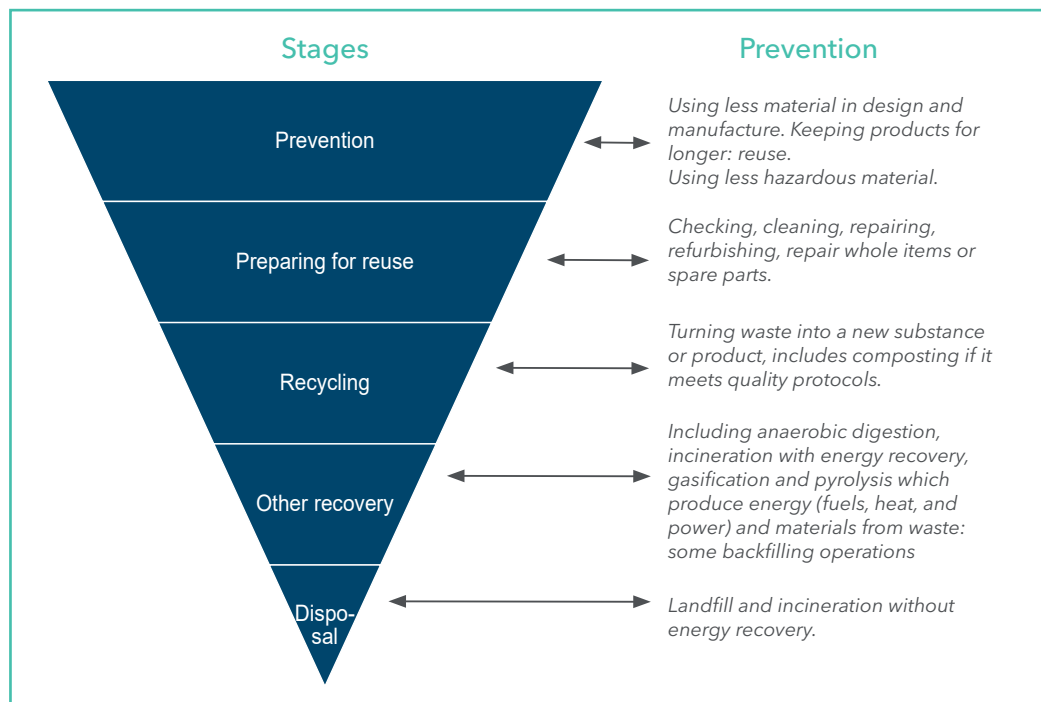 Stages
Prevention
Prevention
Using less material in design and
manufacture. Keeping products for
longer: reuse.
Using less hazardous material.
Preparing for reuse
Checking, cleaning, repairing,
refurbishing, repair whole items or
spare parts.
Recycling
Turning waste into a new substance
or product, includes composting if it
meets quality protocols.
Other recovery
Including anaerobic digestion,
incineration with energy recovery,
gasification and pyrolysis which
produce energy (fuels, heat, and
power) and materials from waste:
some backfilling operations
Dispo-
sal
Landfill and incineration without
energy recovery.